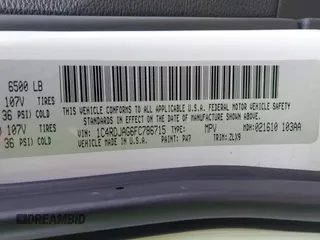 6500 LB
107V TIRES
36 PSI) COLD
107V TIRES
36 PSI) COLD
THIS VEHICLE CONFORMS TO ALL APPLICABLE U.S.A. FEDERAL MOTOR VEHICLE
SAFETY STANDARDS IN EFFECT ON THE DATE OF MANUFACTURE SHOWN ABOVE.
VIN: 1C4RDJAG6FC786715 TYPE: MPV MDH: 021610 103AA
VEHICLE MADE IN U.S.A. PAINT: PW7 TRIM: ZLX9
DREAMBID